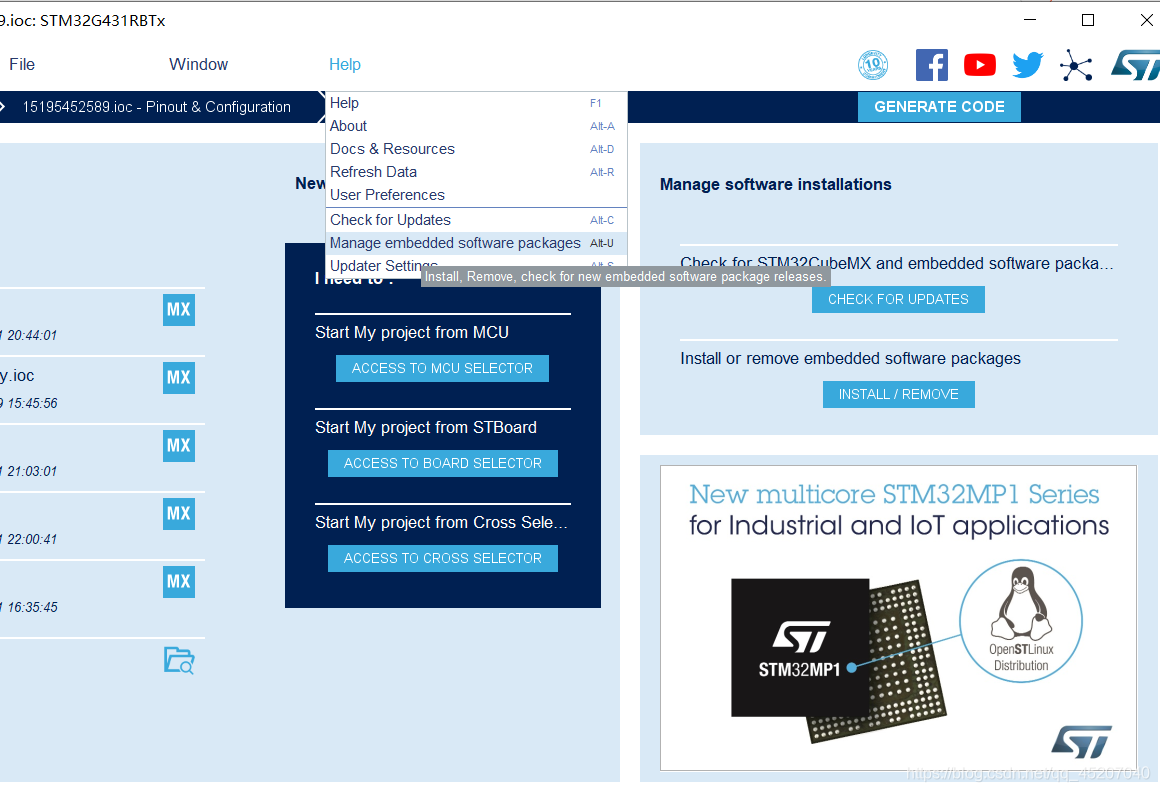 9.ioc: STM32G431RBTx
File
Window
Help
10
15195452589.ioc - Pinout & Configuration
GENERATE CODE
Help F1
About Alt-A
Docs & Resources Alt-D
Refresh Data Alt-R
User Preferences
Check for Updates Alt-C
Manage embedded software packages Alt-U
Updater Settings Alt-S
Install, Remove, check for new embedded software package releases.
New
I need to :
Start My project from MCU
ACCESS TO MCU SELECTOR
Start My project from STBoard
ACCESS TO BOARD SELECTOR
Start My project from Cross Sele...
ACCESS TO CROSS SELECTOR
MX
1 20:44:01
y.ioc
MX
9 15:45:56
MX
1 21:03:01
MX
1 22:00:41
MX
1 16:35:45
Manage software installations
Check for STM32CubeMX and embedded software packa...
CHECK FOR UPDATES
Install or remove embedded software packages
INSTALL / REMOVE
New multicore STM32MP1 Series
for Industrial and IoT applications
ST
STM32MP1
OpenSTLinux
Distribution
ST
https://blog.csdn.net/qq_45207040